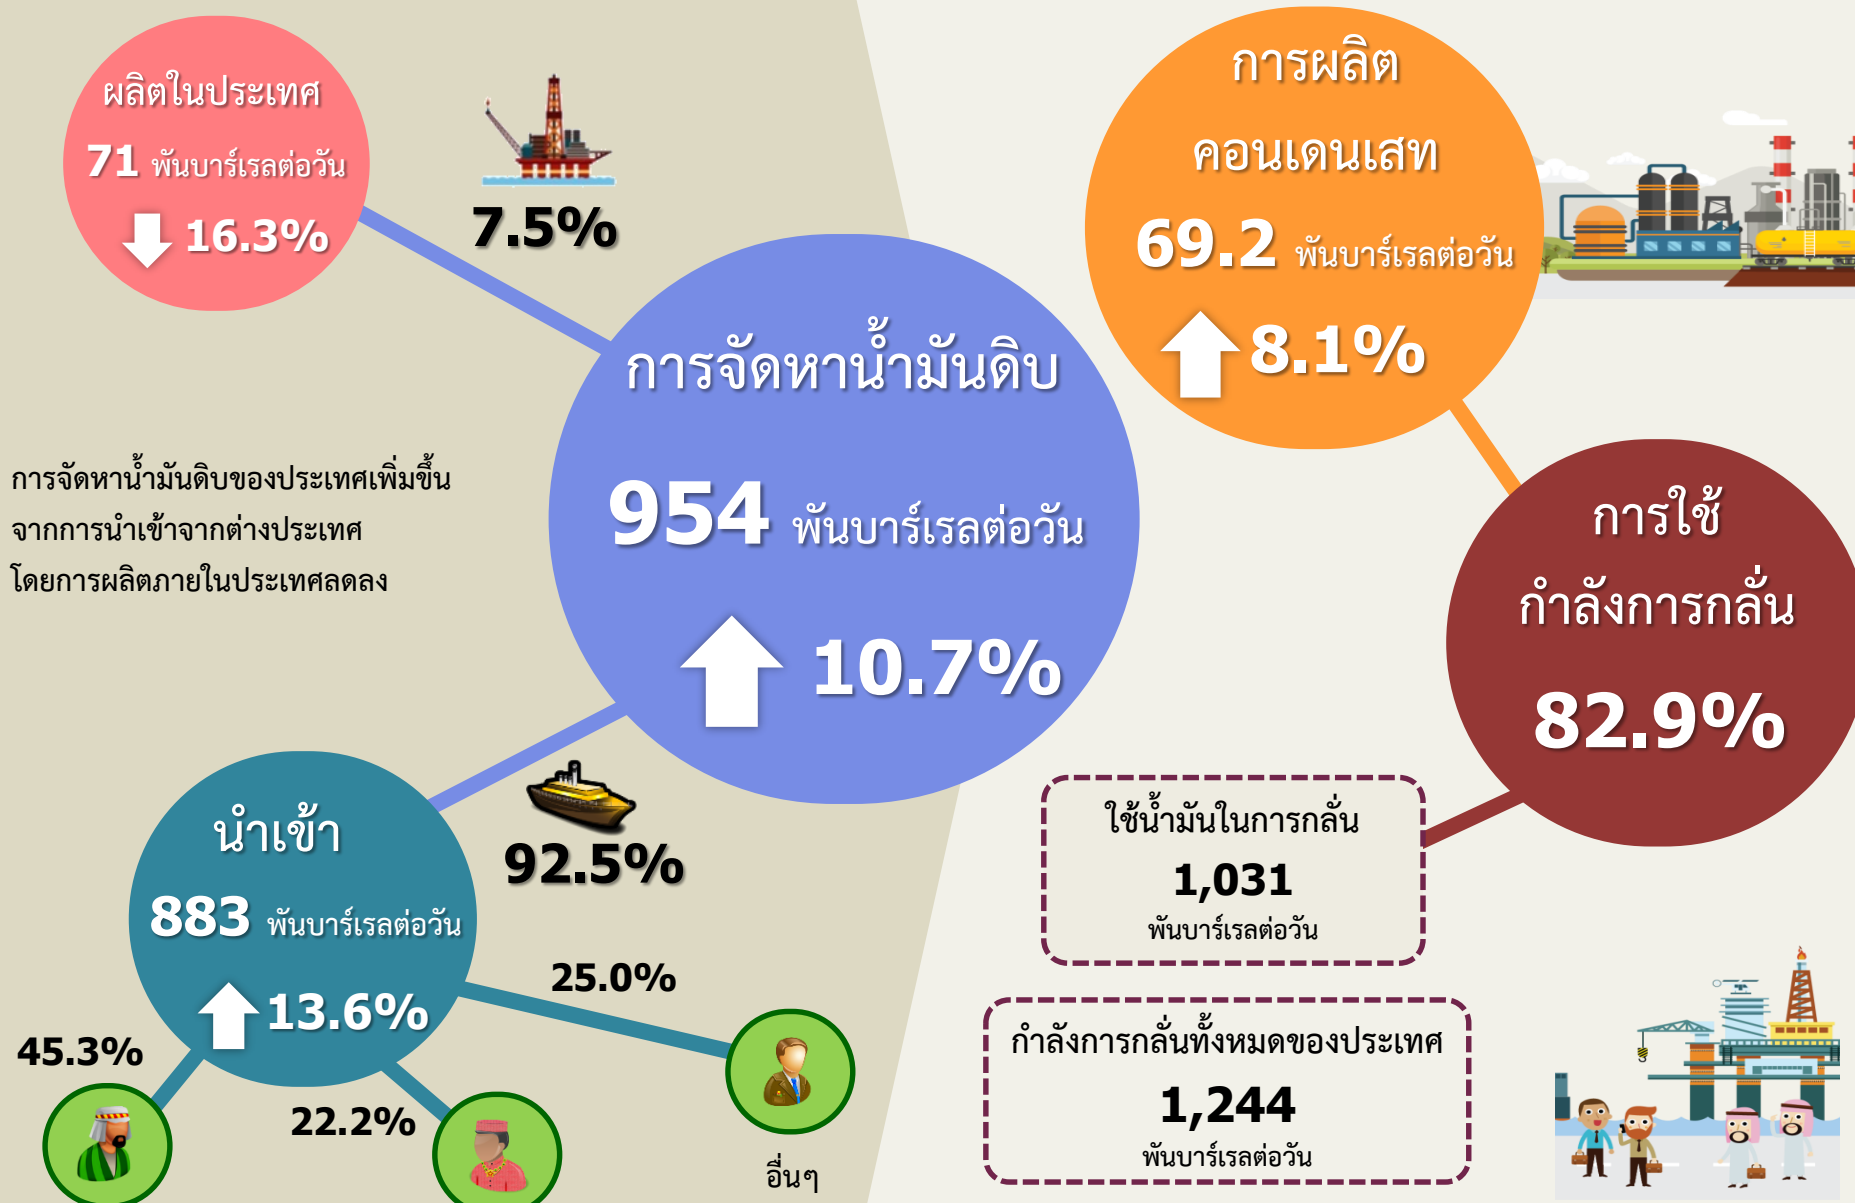 ผลิตในประเทศ
71 พันบาร์เรลต่อวัน
16.3%
7.5%
การจัดหาน้ำมันดิบ
954 พันบาร์เรลต่อวัน
10.7%
การจัดหาน้ำมันดิบของประเทศเพิ่มขึ้น
จากการนำเข้าจากต่างประเทศ
โดยการผลิตภายในประเทศลดลง
92.5%
นำเข้า
883 พันบาร์เรลต่อวัน
13.6%
45.3%
22.2%
25.0%
อื่นๆ
การผลิต
คอนเดนเสท
69.2 พันบาร์เรลต่อวัน
8.1%
การใช้
กำลังการกลั่น
82.9%
ใช้น้ำมันในการกลั่น
1,031
พันบาร์เรลต่อวัน
กำลังการกลั่นทั้งหมดของประเทศ
1,244
พันบาร์เรลต่อวัน